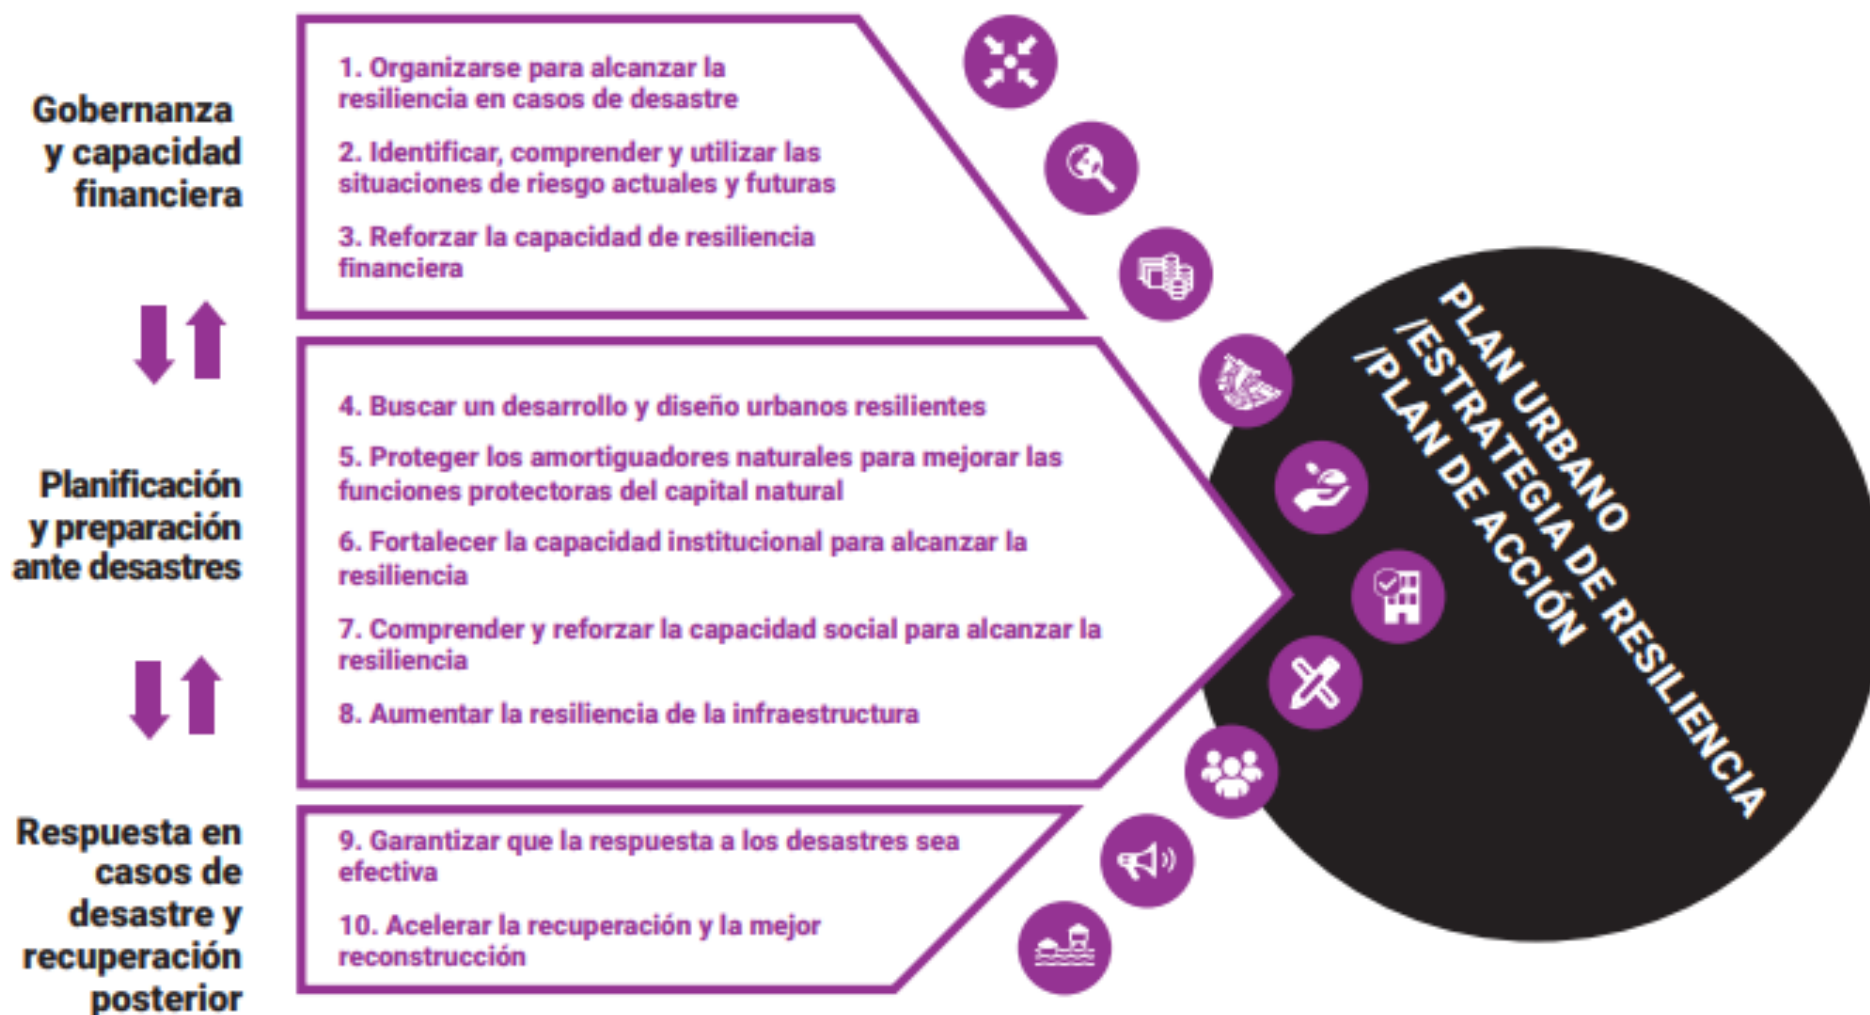 Gobernanza
y capacidad
financiera
1. Organizarse para alcanzar la
resiliencia en casos de desastre
2. Identificar, comprender y utilizar las
situaciones de riesgo actuales y futuras
3. Reforzar la capacidad de resiliencia
financiera
Planificación
y preparación
ante desastres
4. Buscar un desarrollo y diseño urbanos resilientes
5. Proteger los amortiguadores naturales para mejorar las
funciones protectoras del capital natural
6. Fortalecer la capacidad institucional para alcanzar la
resiliencia
7. Comprender y reforzar la capacidad social para alcanzar la
resiliencia
8. Aumentar la resiliencia de la infraestructura
Respuesta en
casos de
desastre y
recuperación
posterior
9. Garantizar que la respuesta a los desastres sea
efectiva
10. Acelerar la recuperación y la mejor
reconstrucción
PLAN URBANO
/ESTRATEGIA DE RESILIENCIA
/PLAN DE ACCIÓN